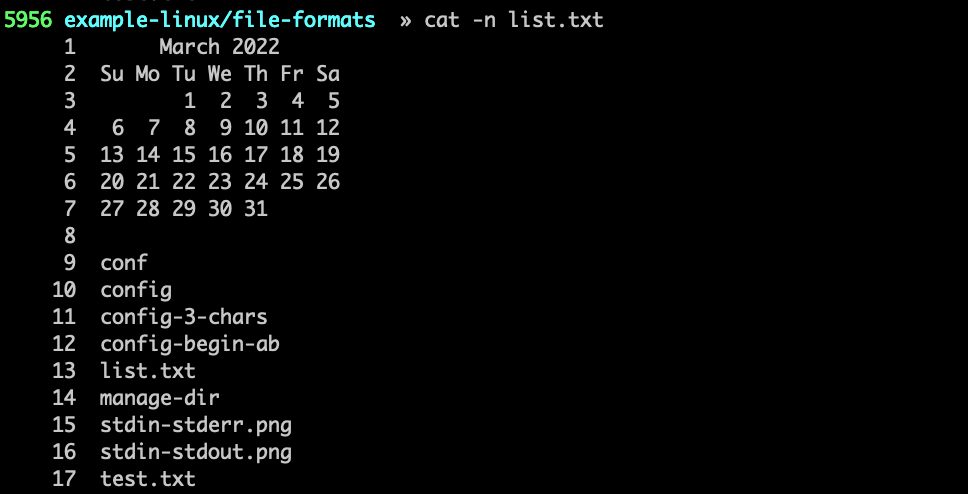 5956 example-linux/file-formats  » cat -n list.txt
     1       March 2022
     2  Su Mo Tu We Th Fr Sa
     3         1  2  3  4  5
     4   6  7  8  9 10 11 12
     5  13 14 15 16 17 18 19
     6  20 21 22 23 24 25 26
     7  27 28 29 30 31
     8
     9  conf
    10  config
    11  config-3-chars
    12  config-begin-ab
    13  list.txt
    14  manage-dir
    15  stdin-stderr.png
    16  stdin-stdout.png
    17  test.txt